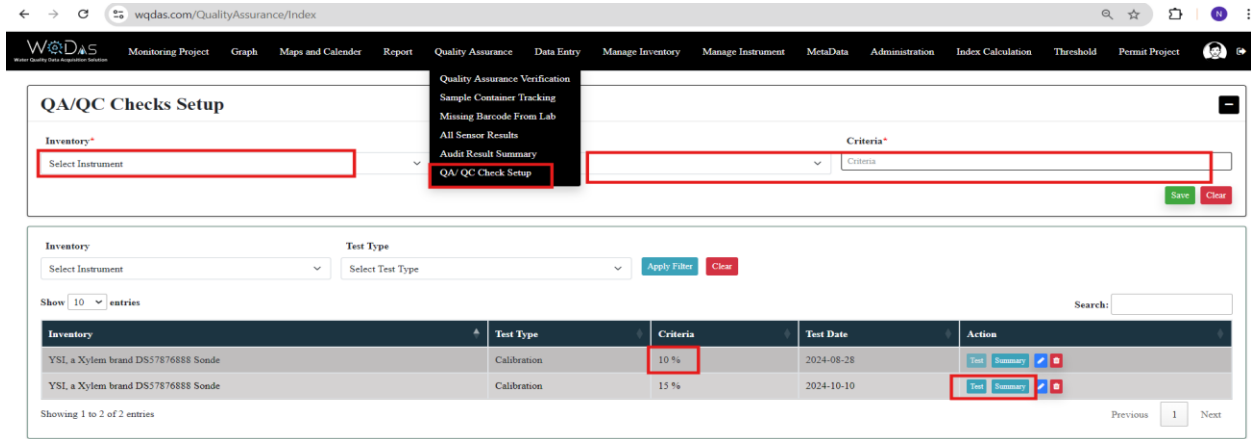 wqdas.com/QualityAssurance/Index
N
WQDAS
Water Quality Data Acquisition Solution
Monitoring Project Graph Maps and Calender Report Quality Assurance Data Entry Manage Inventory Manage Instrument MetaData Administration Index Calculation Threshold Permit Project
Quality Assurance Verification
Sample Container Tracking
Missing Barcode From Lab
All Sensor Results
Audit Result Summary
QA/ QC Check Setup
QA/QC Checks Setup
Inventory* Criteria*
Select Instrument Criteria
Save Clear
Inventory Test Type
Select Instrument Select Test Type Apply Filter Clear
Show 10 entries Search:
Inventory Test Type Criteria Test Date Action
YSI, a Xylem brand DS57876888 Sonde Calibration 10 % 2024-08-28 Test Summary
YSI, a Xylem brand DS57876888 Sonde Calibration 15 % 2024-10-10 Test Summary
Showing 1 to 2 of 2 entries Previous 1 Next